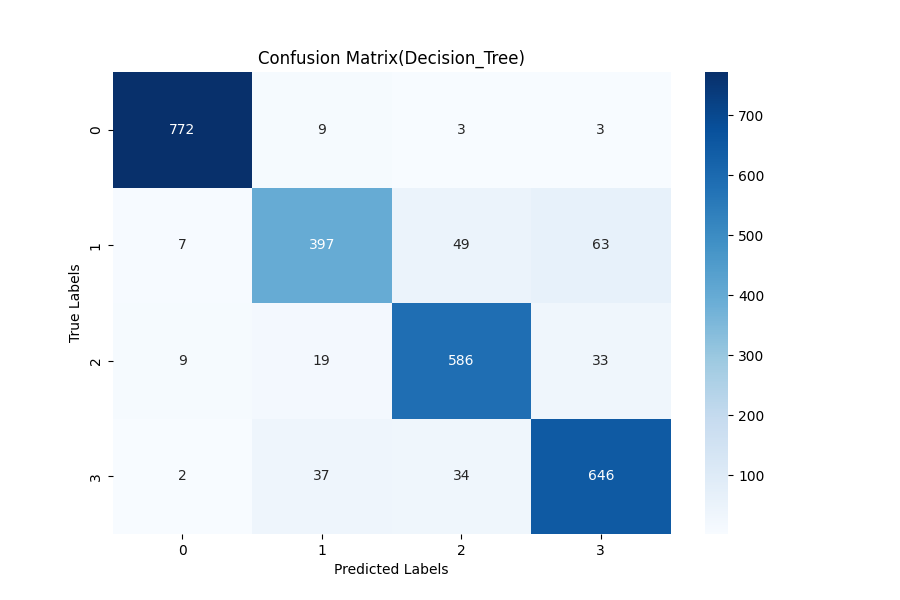 Confusion Matrix(Decision_Tree)
0 772 9 3 3
1 7 397 49 63
2 9 19 586 33
3 2 37 34 646
0 1 2 3
Predicted Labels
True Labels
700
600
500
400
300
200
100